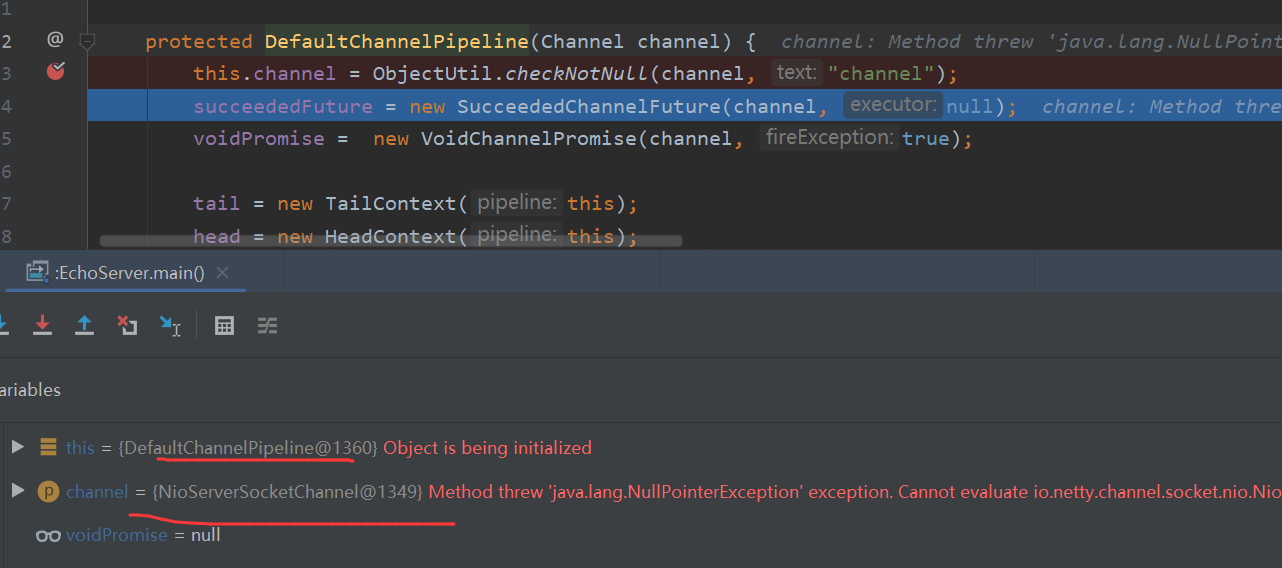 1
2 @ protected DefaultChannelPipeline(Channel channel) { channel: Method threw 'java.lang.NullPoint
3 this.channel = ObjectUtil.checkNotNull(channel, text: "channel");
4 succeededFuture = new SucceededChannelFuture(channel, executor: null); channel: Method thre
5 voidPromise = new VoidChannelPromise(channel, fireException: true);
6
7 tail = new TailContext( pipeline: this);
8 head = new HeadContext( pipeline: this);
:EchoServer.main()
ariables
this = {DefaultChannelPipeline@1360} Object is being initialized
p channel = {NioServerSocketChannel@1349} Method threw 'java.lang.NullPointerException' exception. Cannot evaluate io.netty.channel.socket.nio.Nio
voidPromise = null